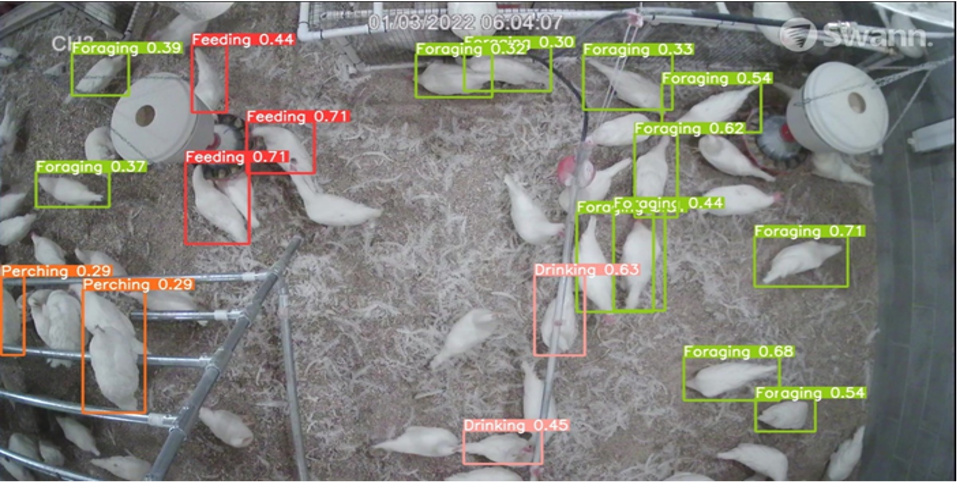 01/03/2022 06:04:07
Swann.
Foraging 0.39
Feeding 0.44
Foraging 0.32
0.30
Foraging 0.33
Foraging 0.54
Feeding 0.71
Foraging 0.62
Feeding 0.71
Foraging 0.37
Foraging 0.44
Foraging 0.71
Perching 0.29
Perching 0.29
Drinking 0.63
Foraging 0.68
Foraging 0.54
Drinking 0.45